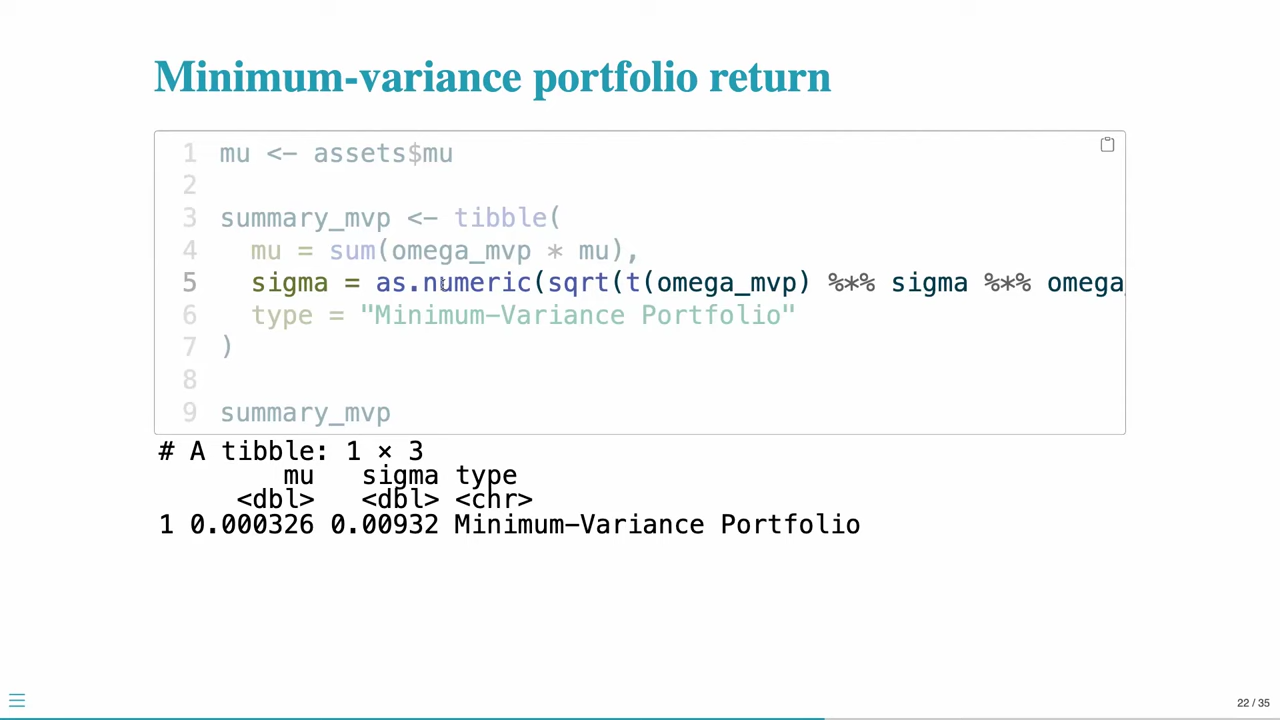 Minimum-variance portfolio return
1 mu <- assets$mu
2
3 summary_mvp <- tibble(
4   mu = sum(omega_mvp * mu),
5   sigma = as.numeric(sqrt(t(omega_mvp) %*% sigma %*% omega
6   type = "Minimum-Variance Portfolio"
7 )
8
9 summary_mvp
# A tibble: 1 × 3
        mu   sigma type
     <dbl>   <dbl> <chr>
1 0.000326 0.00932 Minimum-Variance Portfolio
22 / 35